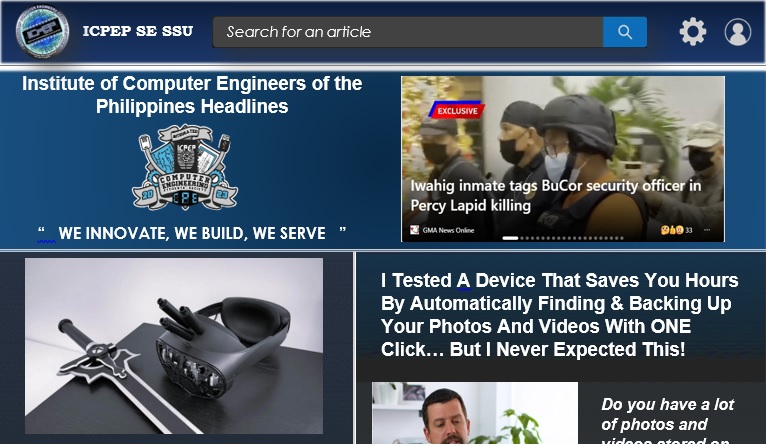 ICPEP SE SSU
Search for an article
Institute of Computer Engineers of the
Philippines Headlines
ICPEP
COMPUTER
ENGINEERING
20 23
CPE
“ WE INNOVATE, WE BUILD, WE SERVE ”
EXCLUSIVE
Iwahig inmate tags BuCor security officer in
Percy Lapid killing
GMA News Online
33
I Tested A Device That Saves You Hours
By Automatically Finding & Backing Up
Your Photos And Videos With ONE
Click… But I Never Expected This!
Do you have a lot
of photos and
videos stored on